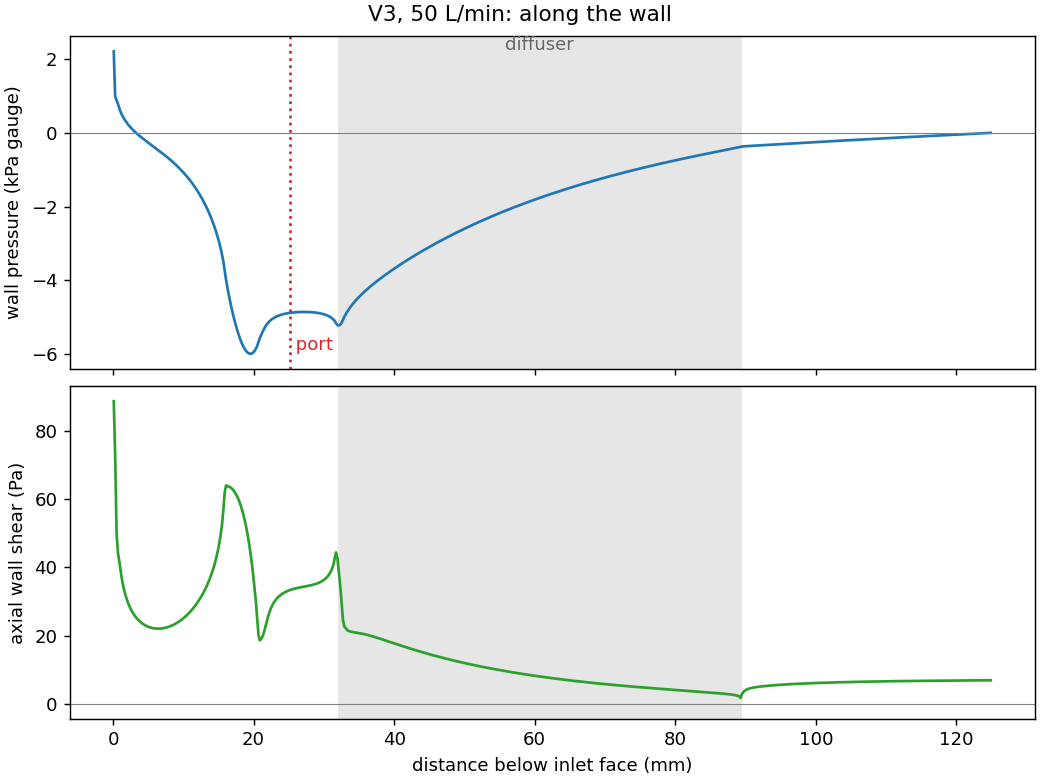 V3, 50 L/min: along the wall
diffuser
wall pressure (kPa gauge)
2
0
−2
−4
−6
port
axial wall shear (Pa)
80
60
40
20
0
0 20 40 60 80 100 120
distance below inlet face (mm)